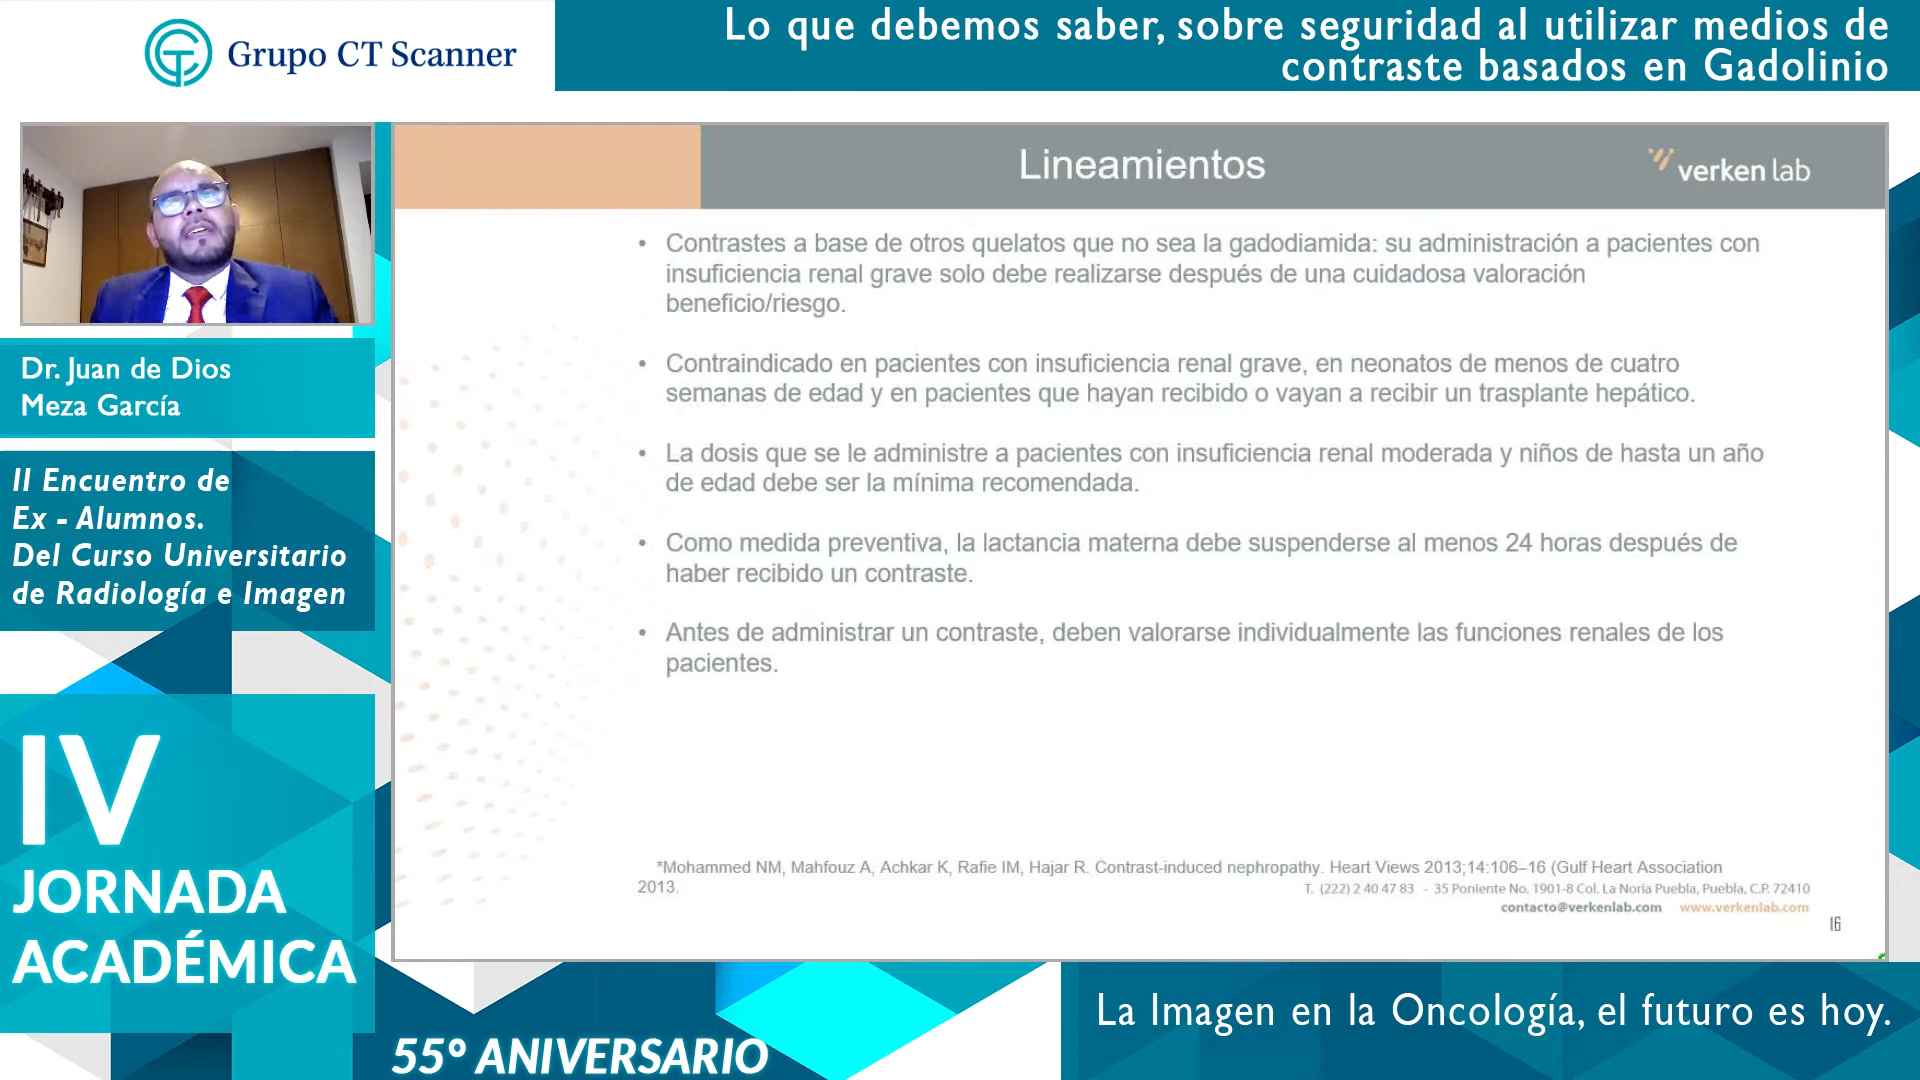 Grupo CT Scanner
Lo que debemos saber, sobre seguridad al utilizar medios de
contraste basados en Gadolinio
Lineamientos
verken lab
• Contrastes a base de otros quelatos que no sea la gadodiamida: su administración a pacientes con
insuficiencia renal grave solo debe realizarse después de una cuidadosa valoración
beneficio/riesgo.
• Contraindicado en pacientes con insuficiencia renal grave, en neonatos de menos de cuatro
semanas de edad y en pacientes que hayan recibido o vayan a recibir un trasplante hepático.
• La dosis que se le administre a pacientes con insuficiencia renal moderada y niños de hasta un año
de edad debe ser la mínima recomendada.
• Como medida preventiva, la lactancia materna debe suspenderse al menos 24 horas después de
haber recibido un contraste.
• Antes de administrar un contraste, deben valorarse individualmente las funciones renales de los
pacientes.
*Mohammed NM, Mahfouz A, Achkar K, Rafie IM, Hajar R. Contrast-induced nephropathy. Heart Views 2013;14:106–16 (Gulf Heart Association
2013.
T. (222) 2 40 47 83 - 35 Poniente No. 1901-8 Col. La Noria Puebla, Puebla, C.P. 72410
contacto@verkenlab.com www.verkenlab.com
16
Dr. Juan de Dios
Meza García
II Encuentro de
Ex - Alumnos.
Del Curso Universitario
de Radiología e Imagen
IV
JORNADA
ACADÉMICA
55º ANIVERSARIO
La Imagen en la Oncología, el futuro es hoy.